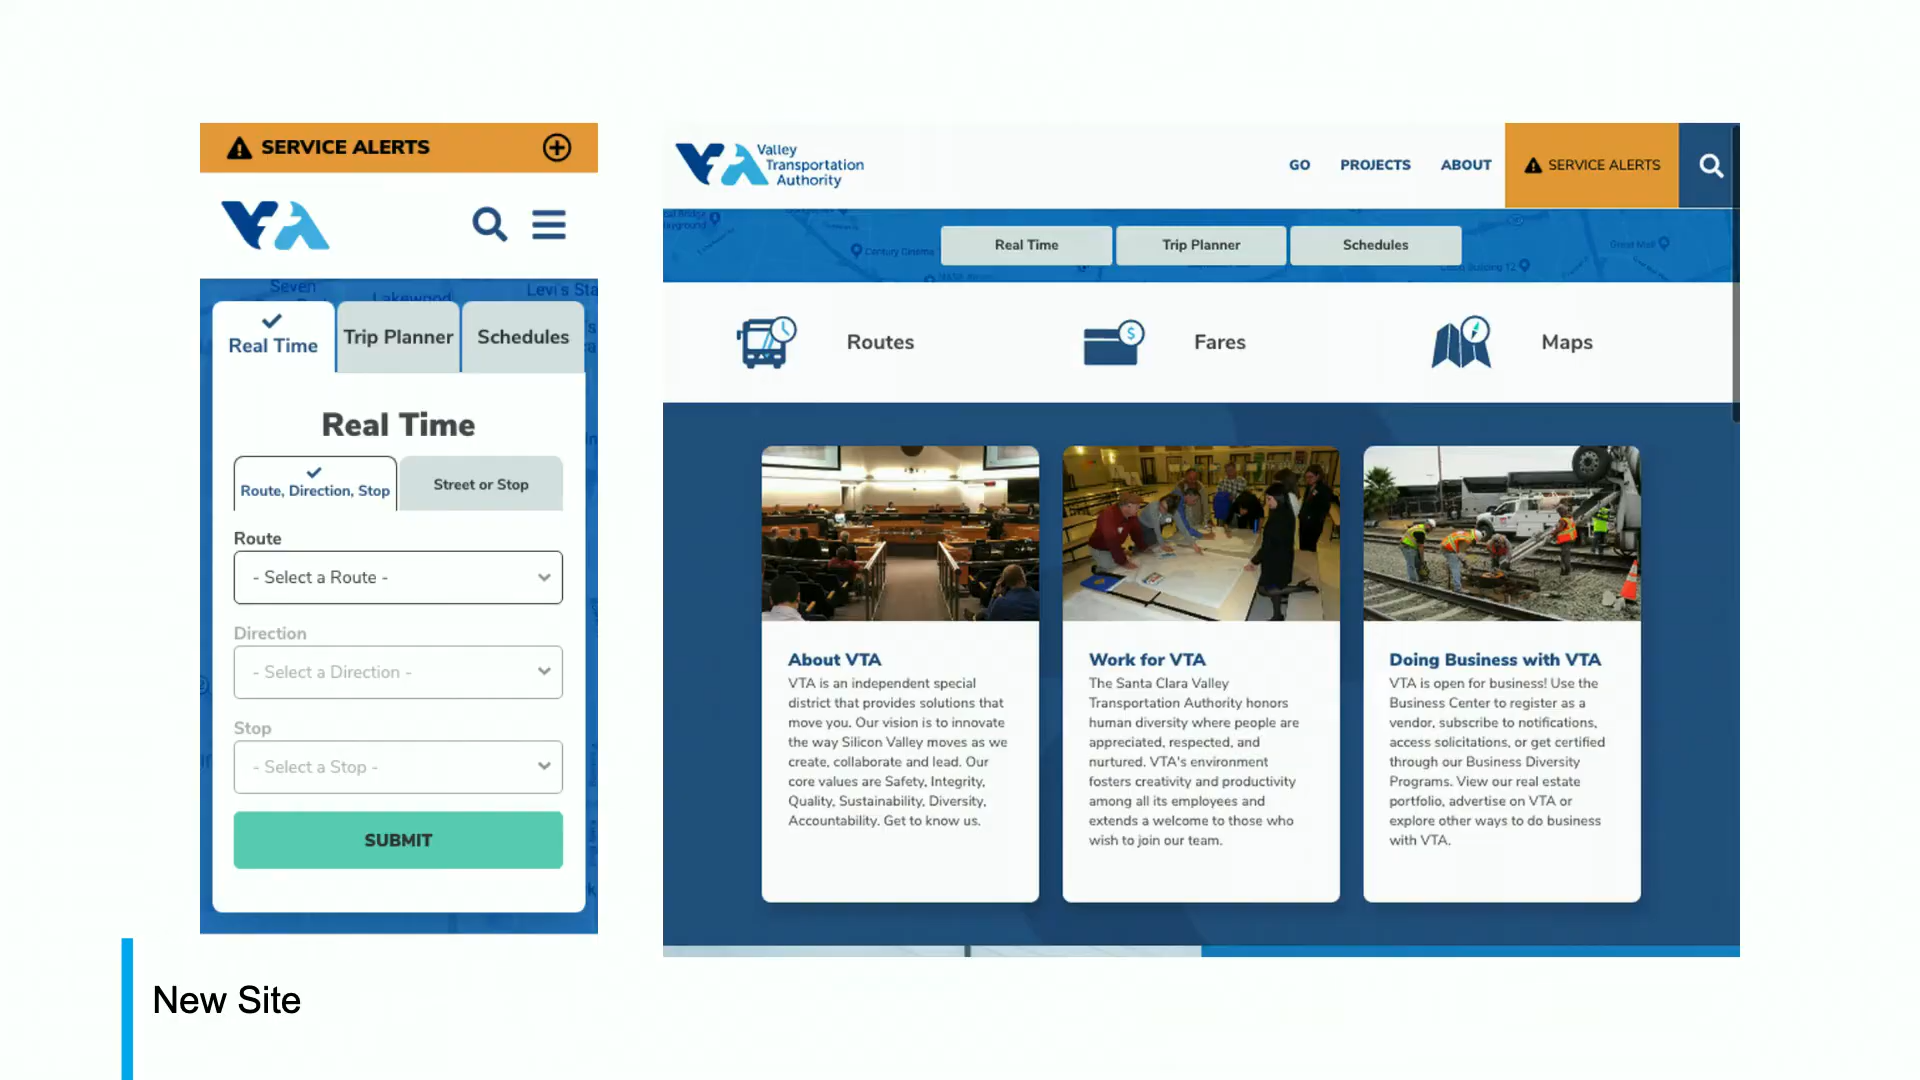 SERVICE ALERTS
Seven
Lakewood
Levi's Sta
Real Time
Trip Planner
Schedules
Real Time
Route, Direction, Stop
Street or Stop
Route
- Select a Route -
Direction
- Select a Direction -
Stop
- Select a Stop -
SUBMIT
VTA Valley
Transportation
Authority
GO
PROJECTS
ABOUT
SERVICE ALERTS
Century Cinema
Great Mall
Real Time
Trip Planner
Schedules
Routes
Fares
Maps
About VTA
VTA is an independent special
district that provides solutions that
move you. Our vision is to innovate
the way Silicon Valley moves as we
create, collaborate and lead. Our
core values are Safety, Integrity,
Quality, Sustainability, Diversity,
Accountability. Get to know us.
Work for VTA
The Santa Clara Valley
Transportation Authority honors
human diversity where people are
appreciated, respected, and
nurtured. VTA's environment
fosters creativity and productivity
among all its employees and
extends a welcome to those who
wish to join our team.
Doing Business with VTA
VTA is open for business! Use the
Business Center to register as a
vendor, subscribe to notifications,
access solicitations, or get certified
through our Business Diversity
Programs. View our real estate
portfolio, advertise on VTA or
explore other ways to do business
with VTA.
New Site